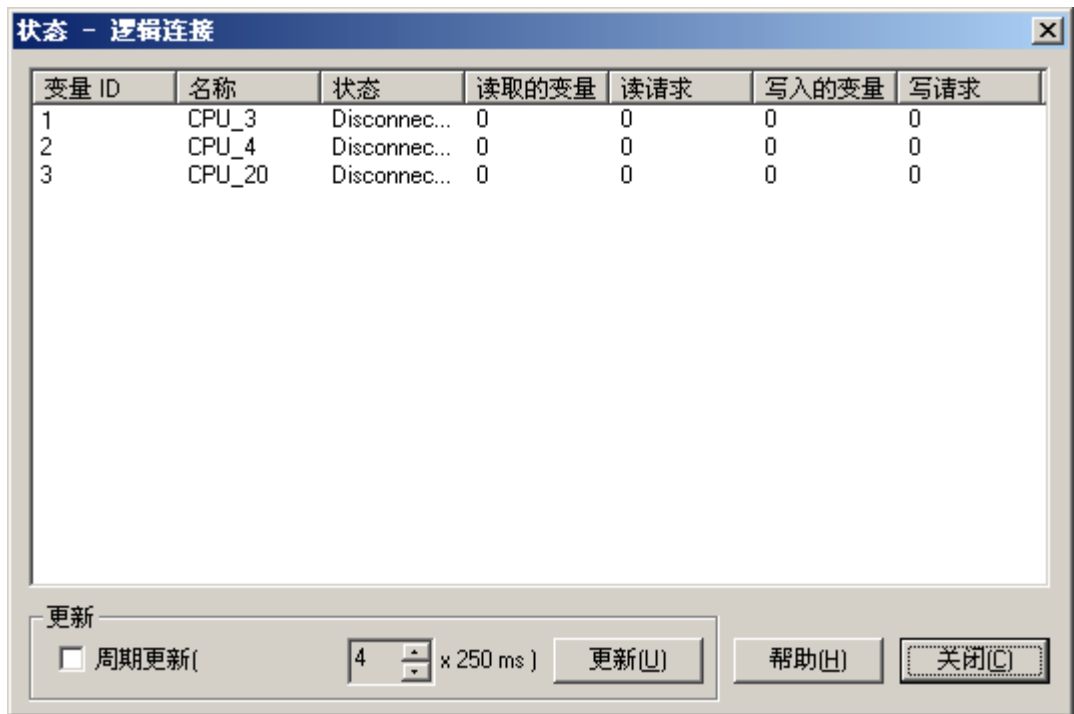 状态 - 逻辑连接
变量 ID 名称 状态 读取的变量 读请求 写入的变量 写请求
1 CPU_3 Disconnec... 0 0 0 0
2 CPU_4 Disconnec... 0 0 0 0
3 CPU_20 Disconnec... 0 0 0 0
更新
周期更新( 4 x 250 ms ) 更新(U) 帮助(H) 关闭(C)